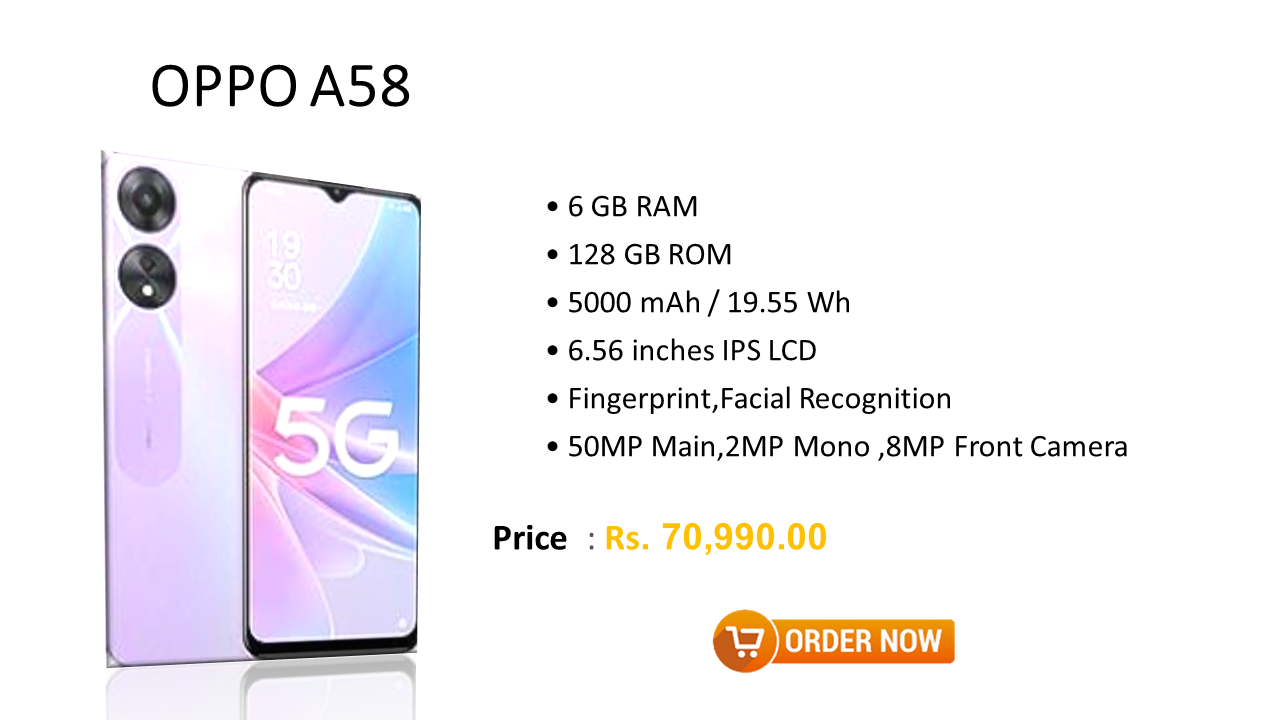 OPPO A58
19
30
5G
• 6 GB RAM
• 128 GB ROM
• 5000 mAh / 19.55 Wh
• 6.56 inches IPS LCD
• Fingerprint,Facial Recognition
• 50MP Main,2MP Mono ,8MP Front Camera
Price : Rs. 70,990.00
ORDER NOW